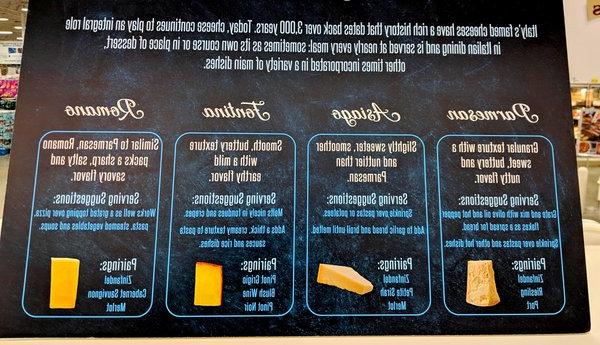 Italy's famed cheeses have a rich history that dates back over 3,000 years. Today, cheese continues to play an integral role
in Italian dining and is served at nearly every meal: sometimes as its own course or in place of dessert,
other times incorporated in a variety of main dishes.
Parmesan
Granular texture with
sweet, buttery and
nutty flavor.
Serving Suggestions:
Grate and mix with olive oil and hot pepper
flakes as a spread for bread.
Sprinkle over pastas and other hot dishes.
Pairings:
Zinfandel
Riesling
Port
Asiago
Slightly sweeter, smoother
and nuttier than
Parmesan.
Serving Suggestions:
Sprinkle over pastas or potatoes.
Add to garlic bread and broil until melted.
Pairings:
Zinfandel
Petite Sirah
Merlot
Fontina
Smooth, buttery texture
with a mild
earthy flavor.
Serving Suggestions:
Melts nicely in fondues and crepes.
Adds a thick, creamy texture to pasta
sauces and rice dishes.
Pairings:
Pinot Grigio
Blush Wine
Pinot Noir
Romano
Similar to Parmesan, Romano
packs a sharp, salty and
savory flavor.
Serving Suggestions:
Works well as a grated topping over pizza,
pasta, steamed vegetables and soups.
Pairings:
Zinfandel
Cabernet Sauvignon
Merlot